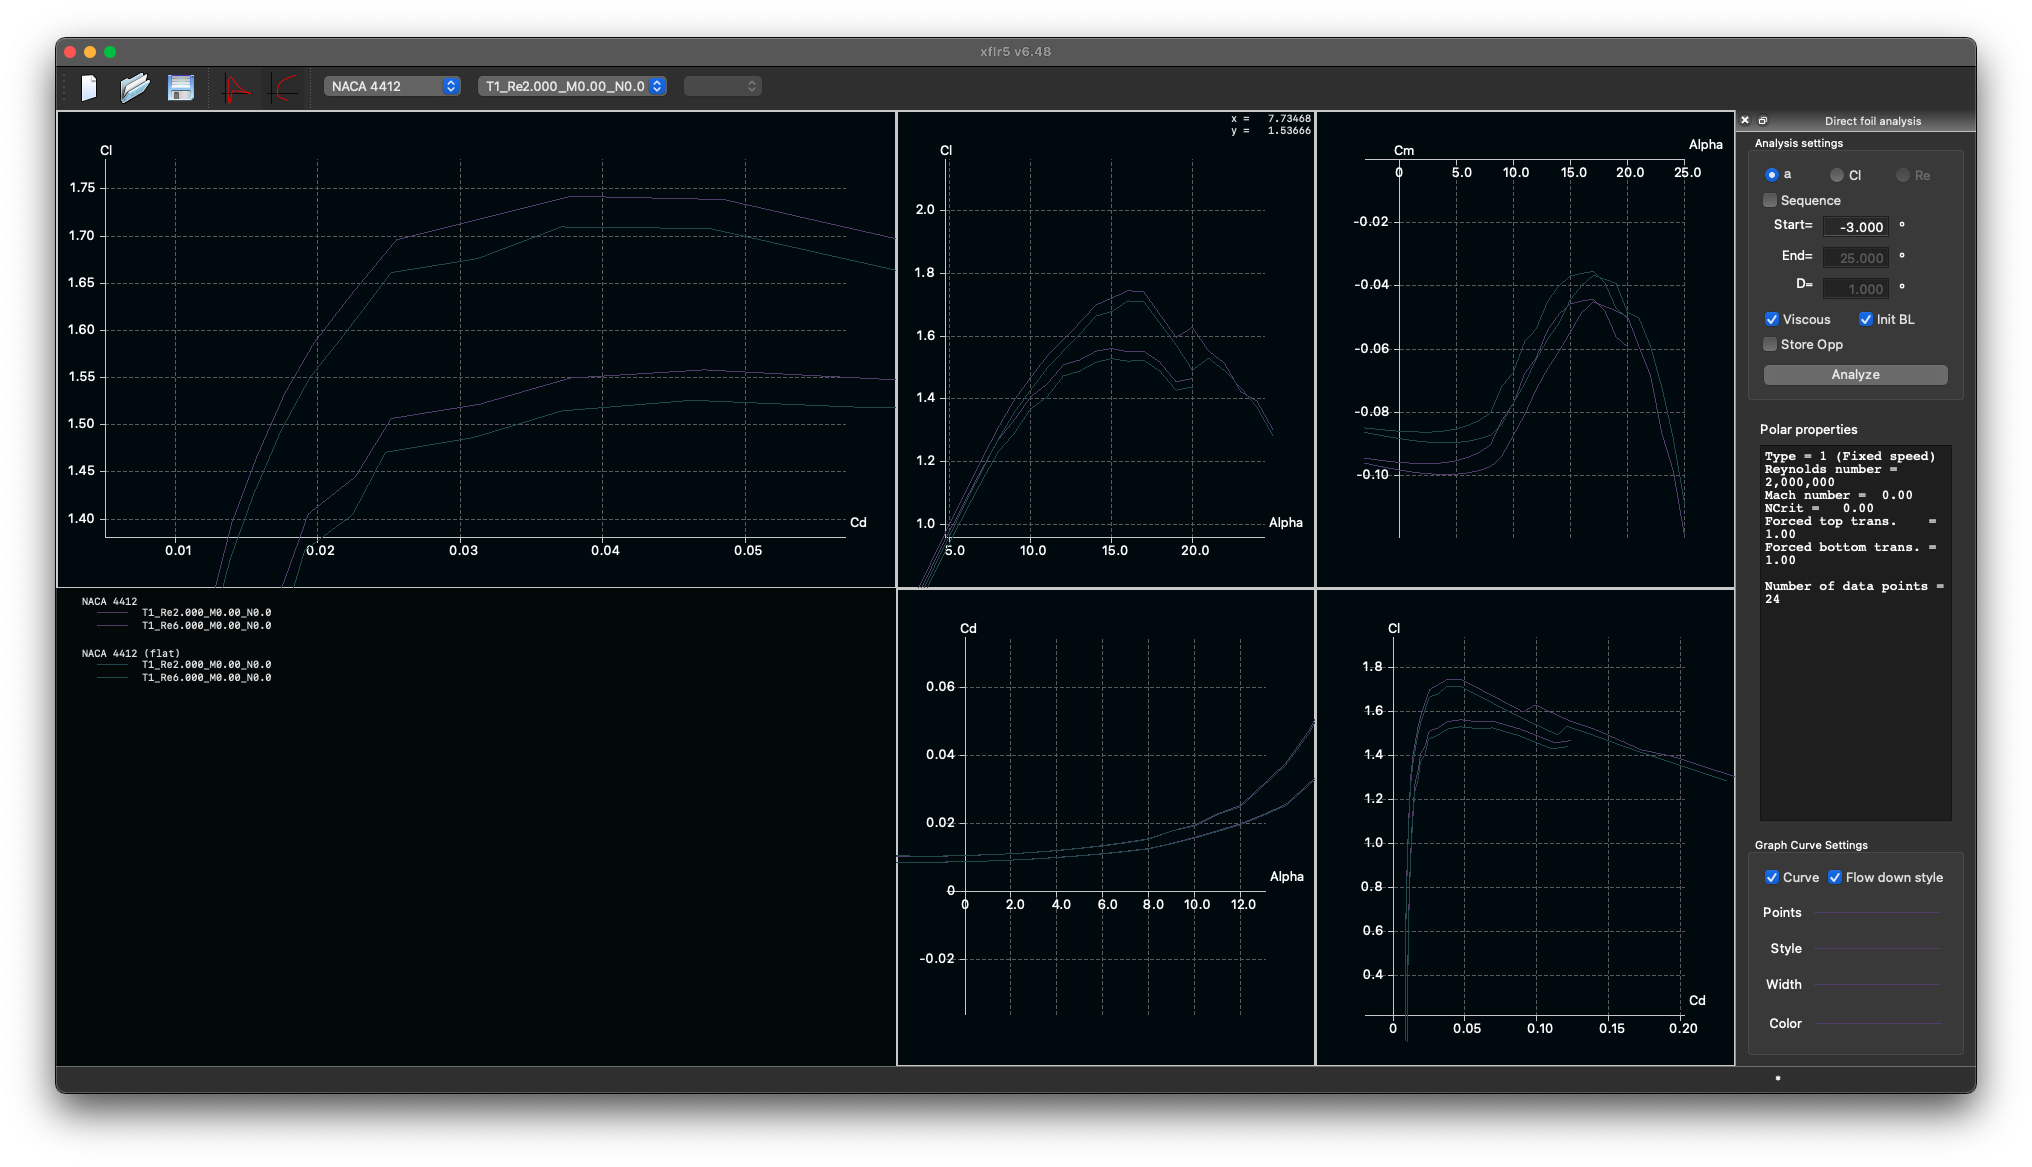 xflr5 v6.48
NACA 4412
T1_Re2.000_M0.00_N0.0
Cl
1.75
1.70
1.65
1.60
1.55
1.50
1.45
1.40
Cd
0.01
0.02
0.03
0.04
0.05
x = 7.73468
y = 1.53666
Cl
2.0
1.8
1.6
1.4
1.2
1.0
Alpha
5.0
10.0
15.0
20.0
Cm
Alpha
0
5.0
10.0
15.0
20.0
25.0
-0.02
-0.04
-0.06
-0.08
-0.10
NACA 4412
T1_Re2.000_M0.00_N0.0
T1_Re6.000_M0.00_N0.0
NACA 4412 (flat)
T1_Re2.000_M0.00_N0.0
T1_Re6.000_M0.00_N0.0
Cd
0.06
0.04
0.02
0
-0.02
Alpha
0
2.0
4.0
6.0
8.0
10.0
12.0
Cl
1.8
1.6
1.4
1.2
1.0
0.8
0.6
0.4
Cd
0
0.05
0.10
0.15
0.20
Direct foil analysis
Analysis settings
a
Cl
Re
Sequence
Start= -3.000 °
End= 25.000 °
D= 1.000 °
Viscous
Init BL
Store Opp
Analyze
Polar properties
Type = 1 (Fixed speed)
Reynolds number =
2,000,000
Mach number = 0.00
NCrit = 0.00
Forced top trans. =
1.00
Forced bottom trans. =
1.00
Number of data points =
24
Graph Curve Settings
Curve
Flow down style
Points
Style
Width
Color